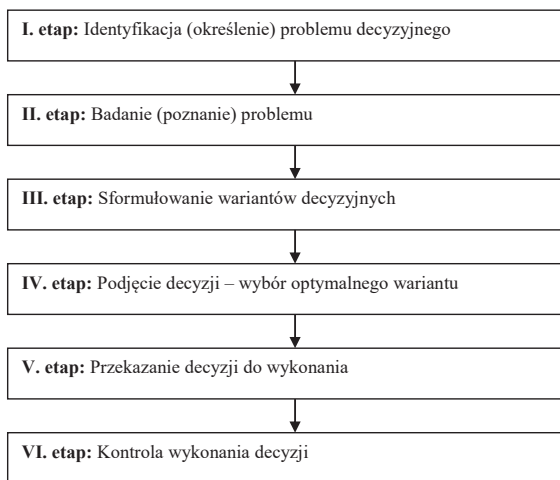 I. etap: Identyfikacja (określenie) problemu decyzyjnego
II. etap: Badanie (poznanie) problemu
III. etap: Sformułowanie wariantów decyzyjnych
IV. etap: Podjęcie decyzji – wybór optymalnego wariantu
V. etap: Przekazanie decyzji do wykonania
VI. etap: Kontrola wykonania decyzji